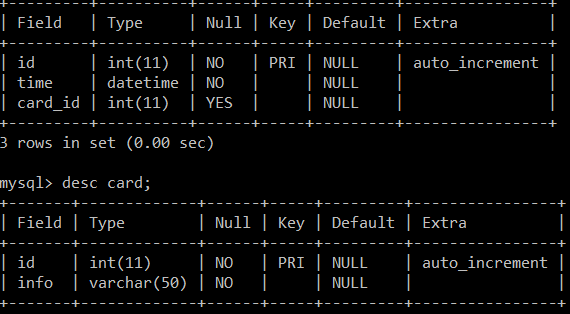 +---------+----------+------+-----+---------+----------------+
| Field   | Type     | Null | Key | Default | Extra          |
+---------+----------+------+-----+---------+----------------+
| id      | int(11)  | NO   | PRI | NULL    | auto_increment |
| time    | datetime | NO   |     | NULL    |                |
| card_id | int(11)  | YES  |     | NULL    |                |
+---------+----------+------+-----+---------+----------------+
3 rows in set (0.00 sec)
mysql> desc card;
+-------+-------------+------+-----+---------+----------------+
| Field | Type        | Null | Key | Default | Extra          |
+-------+-------------+------+-----+---------+----------------+
| id    | int(11)     | NO   | PRI | NULL    | auto_increment |
| info  | varchar(50) | NO   |     | NULL    |                |
+-------+-------------+------+-----+---------+----------------+